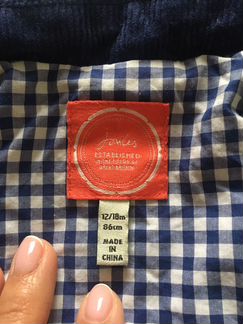 Joules
ESTABLISHED
12/18m
86cm
MADE
IN
CHINA